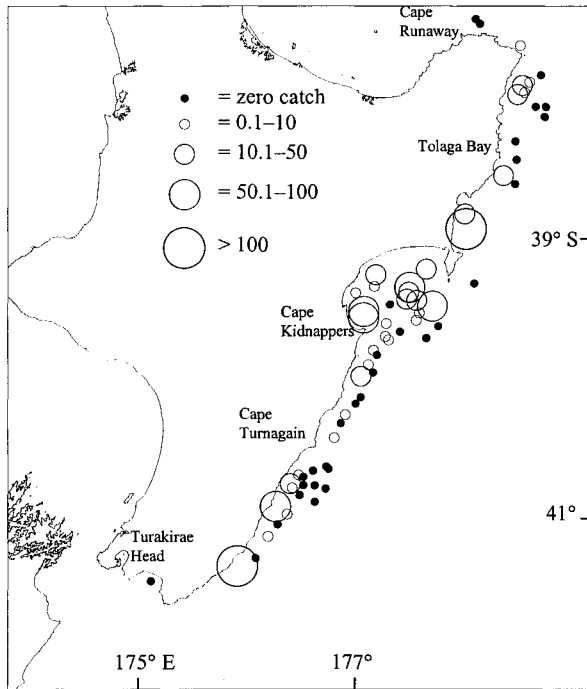 Cape
Runaway
= zero catch
= 0.1–10
= 10.1–50
= 50.1–100
> 100
Tolaga Bay
39° S
Cape
Kidnappers
Cape
Turnagain
41°
Turakirae
Head
175° E
177°